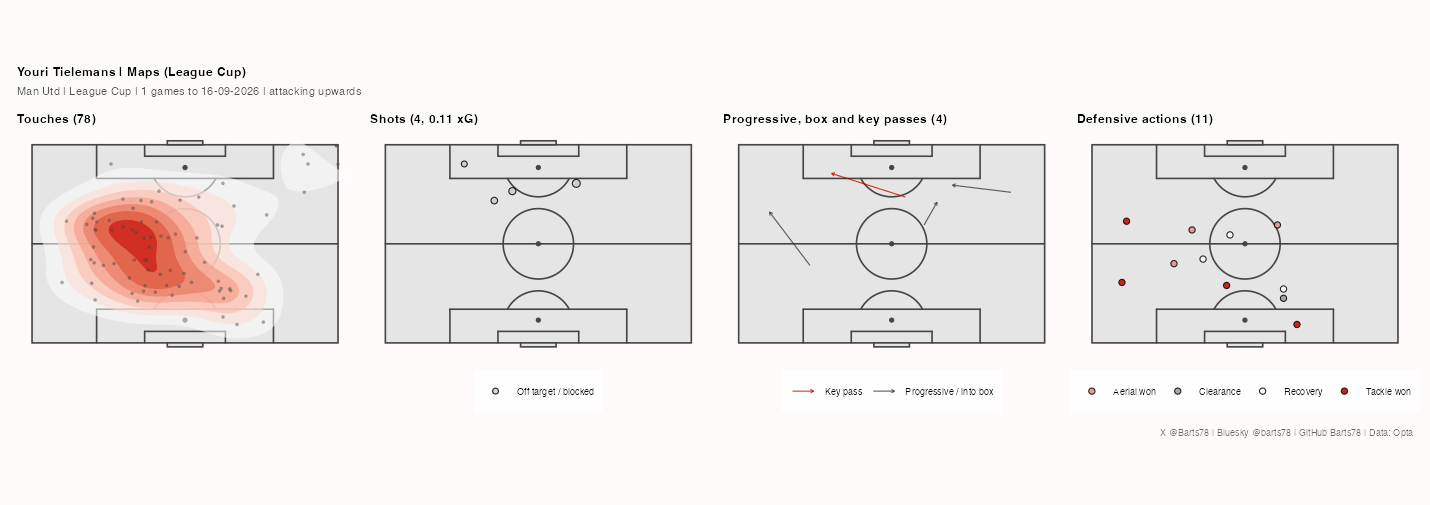 Youri Tielemans | Maps (League Cup)
Man Utd | League Cup | 1 games to 16-09-2026 | attacking upwards
Touches (78)
Shots (4, 0.11 xG)
Progressive, box and key passes (4)
Defensive actions (11)
Off target / blocked
Key pass
Progressive / into box
Aerial won
Clearance
Recovery
Tackle won
X @Barts78 | Bluesky @barts78 | GitHub Barts78 | Data: Opta